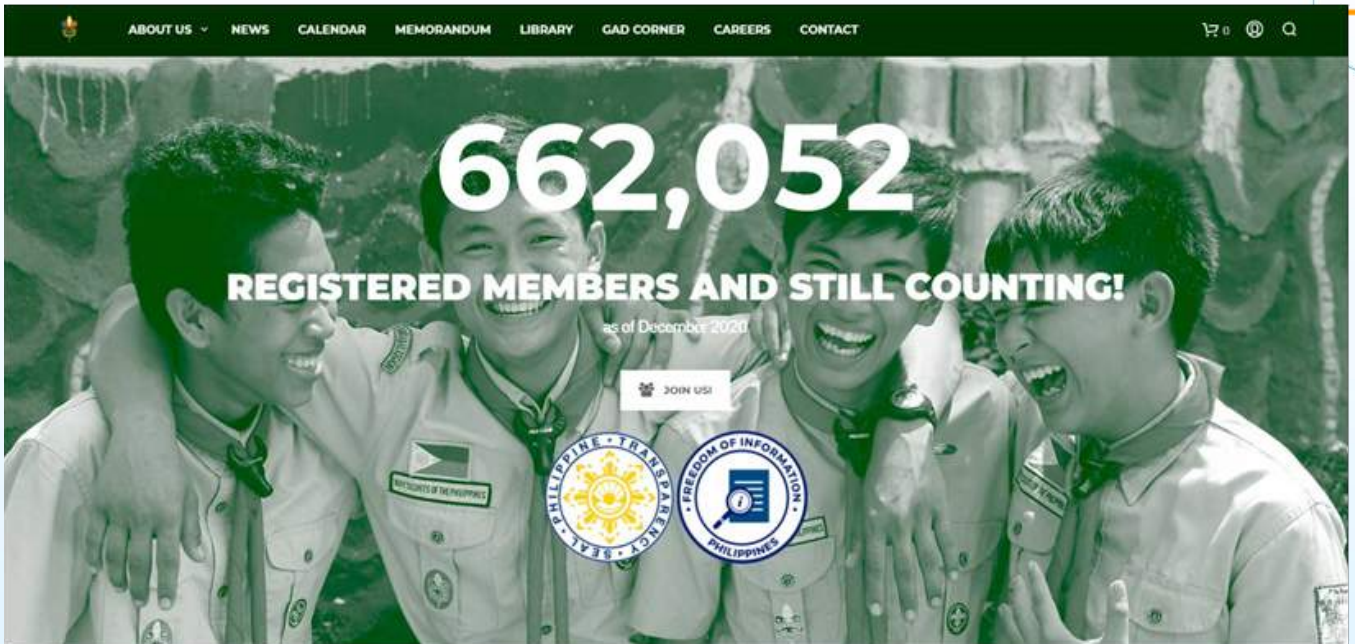 ABOUT US NEWS CALENDAR MEMORANDUM LIBRARY GAD CORNER CAREERS CONTACT 0
662,052
REGISTERED MEMBERS AND STILL COUNTING!
as of December 2020
JOIN US!
BOY SCOUTS OF THE PHILIPPINES
PHILIPPINE • TRANSPARENCY • SEAL
FREEDOM OF INFORMATION • PHILIPPINES